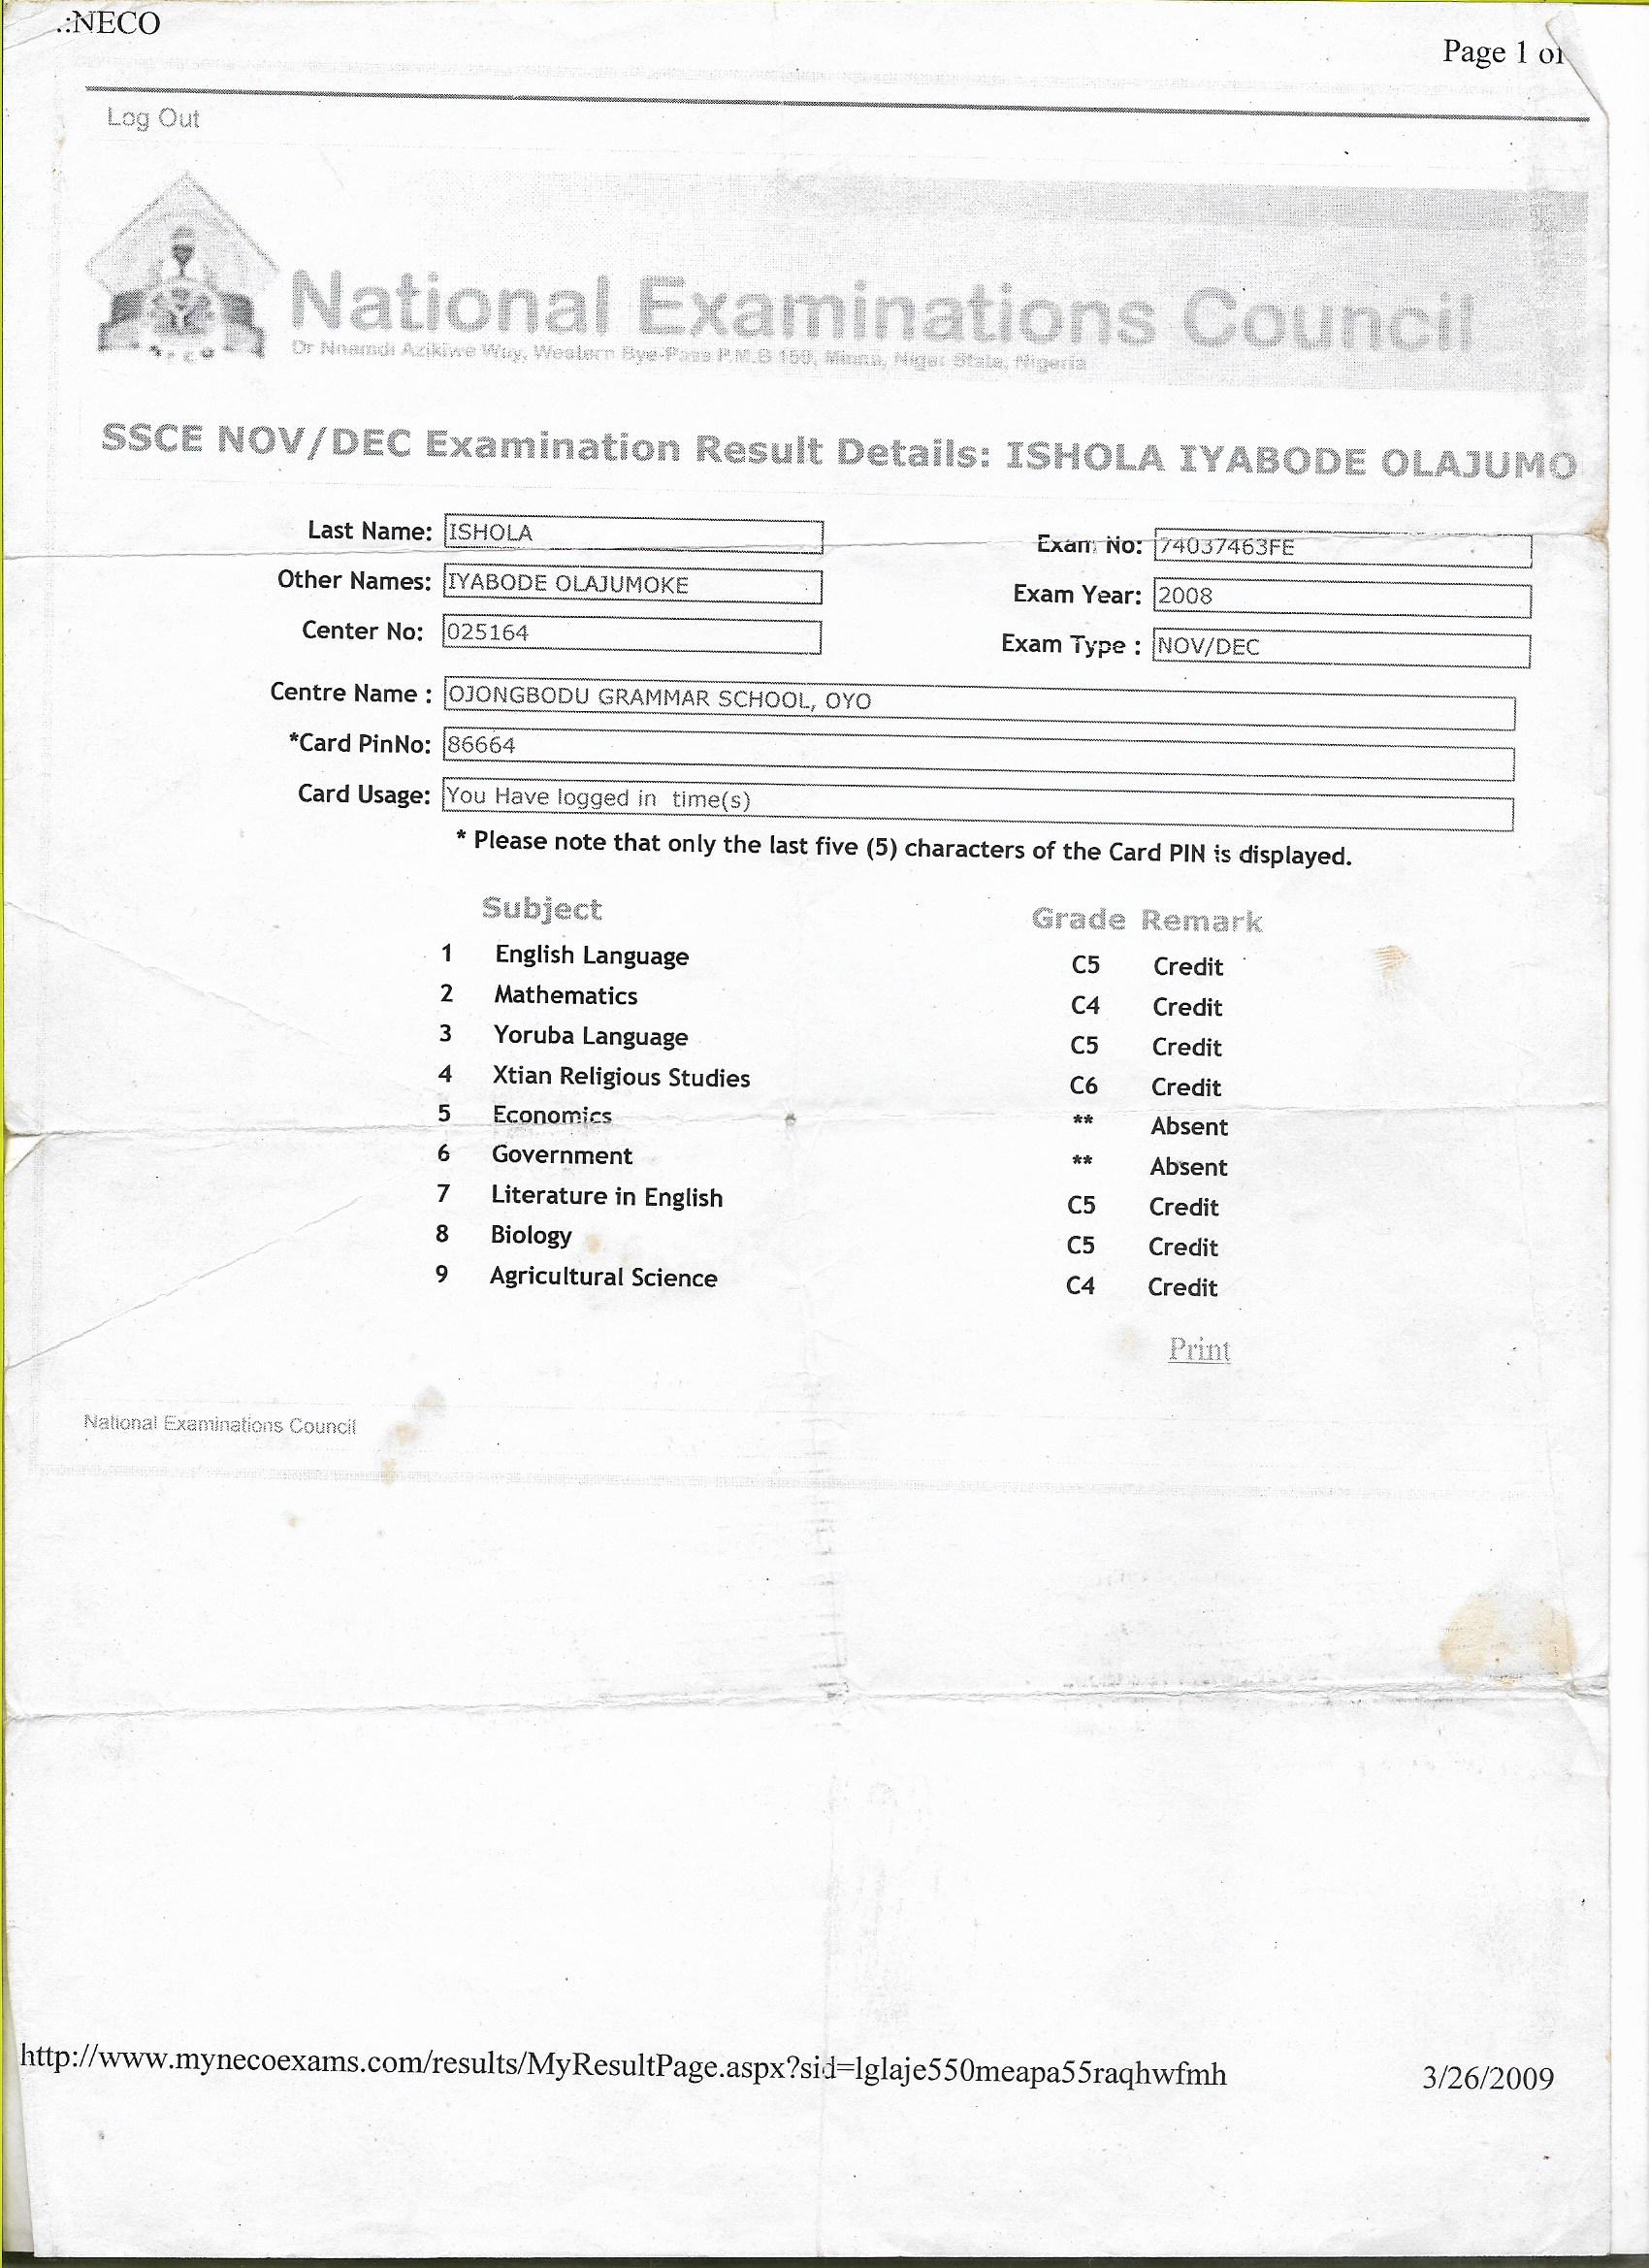 .:NECO
Page 1 of
Log Out
National Examinations Council
Dr Nnamdi Azikiwe Way, Western Bye-Pass P.M.B 159, Minna, Niger State, Nigeria
SSCE NOV/DEC Examination Result Details: ISHOLA IYABODE OLAJUMO
Last Name: ISHOLA Exam No: 74037463FE
Other Names: IYABODE OLAJUMOKE Exam Year: 2008
Center No: 025164 Exam Type : NOV/DEC
Centre Name : OJONGBODU GRAMMAR SCHOOL, OYO
*Card PinNo: 86664
Card Usage: You Have logged in time(s)
* Please note that only the last five (5) characters of the Card PIN is displayed.
Subject Grade Remark
1 English Language C5 Credit
2 Mathematics C4 Credit
3 Yoruba Language C5 Credit
4 Xtian Religious Studies C6 Credit
5 Economics ** Absent
6 Government ** Absent
7 Literature in English C5 Credit
8 Biology C5 Credit
9 Agricultural Science C4 Credit
Print
National Examinations Council
http://www.mynecoexams.com/results/MyResultPage.aspx?sid=lglaje550meapa55raqhwfmh 3/26/2009